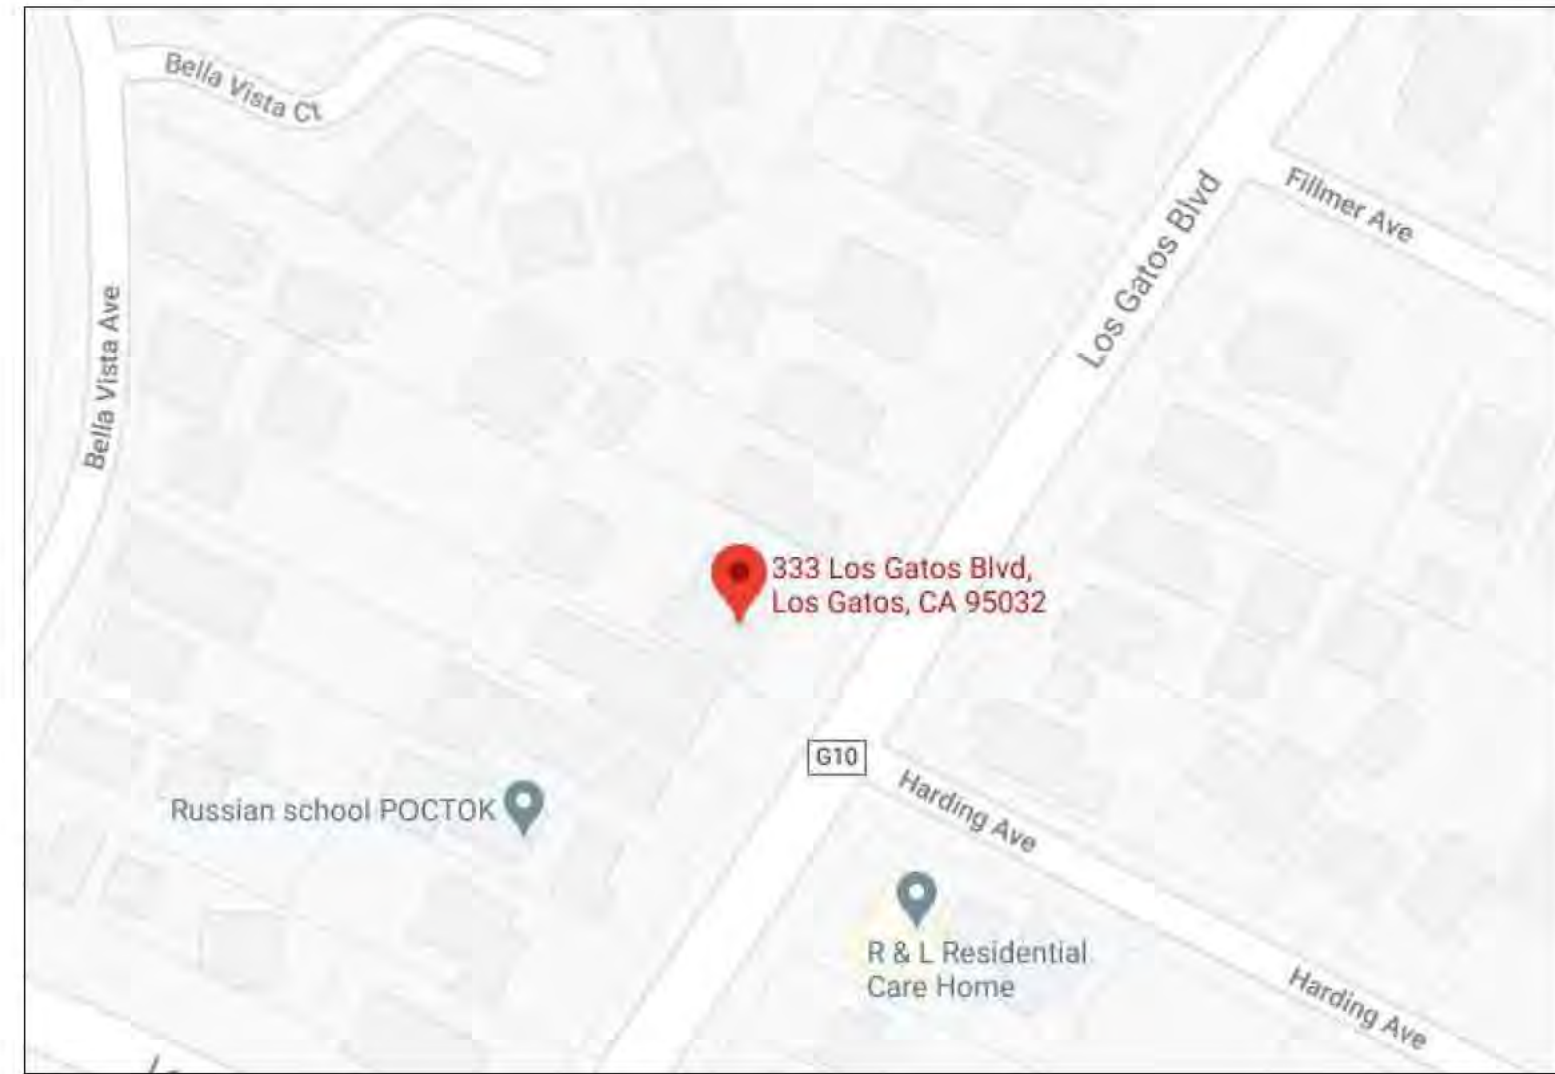 Bella Vista Ct
Fillmer Ave
Los Gatos Blvd
Bella Vista Ave
333 Los Gatos Blvd,
Los Gatos, CA 95032
G10
Harding Ave
Russian school POCTOK
R & L Residential
Care Home
Harding Ave